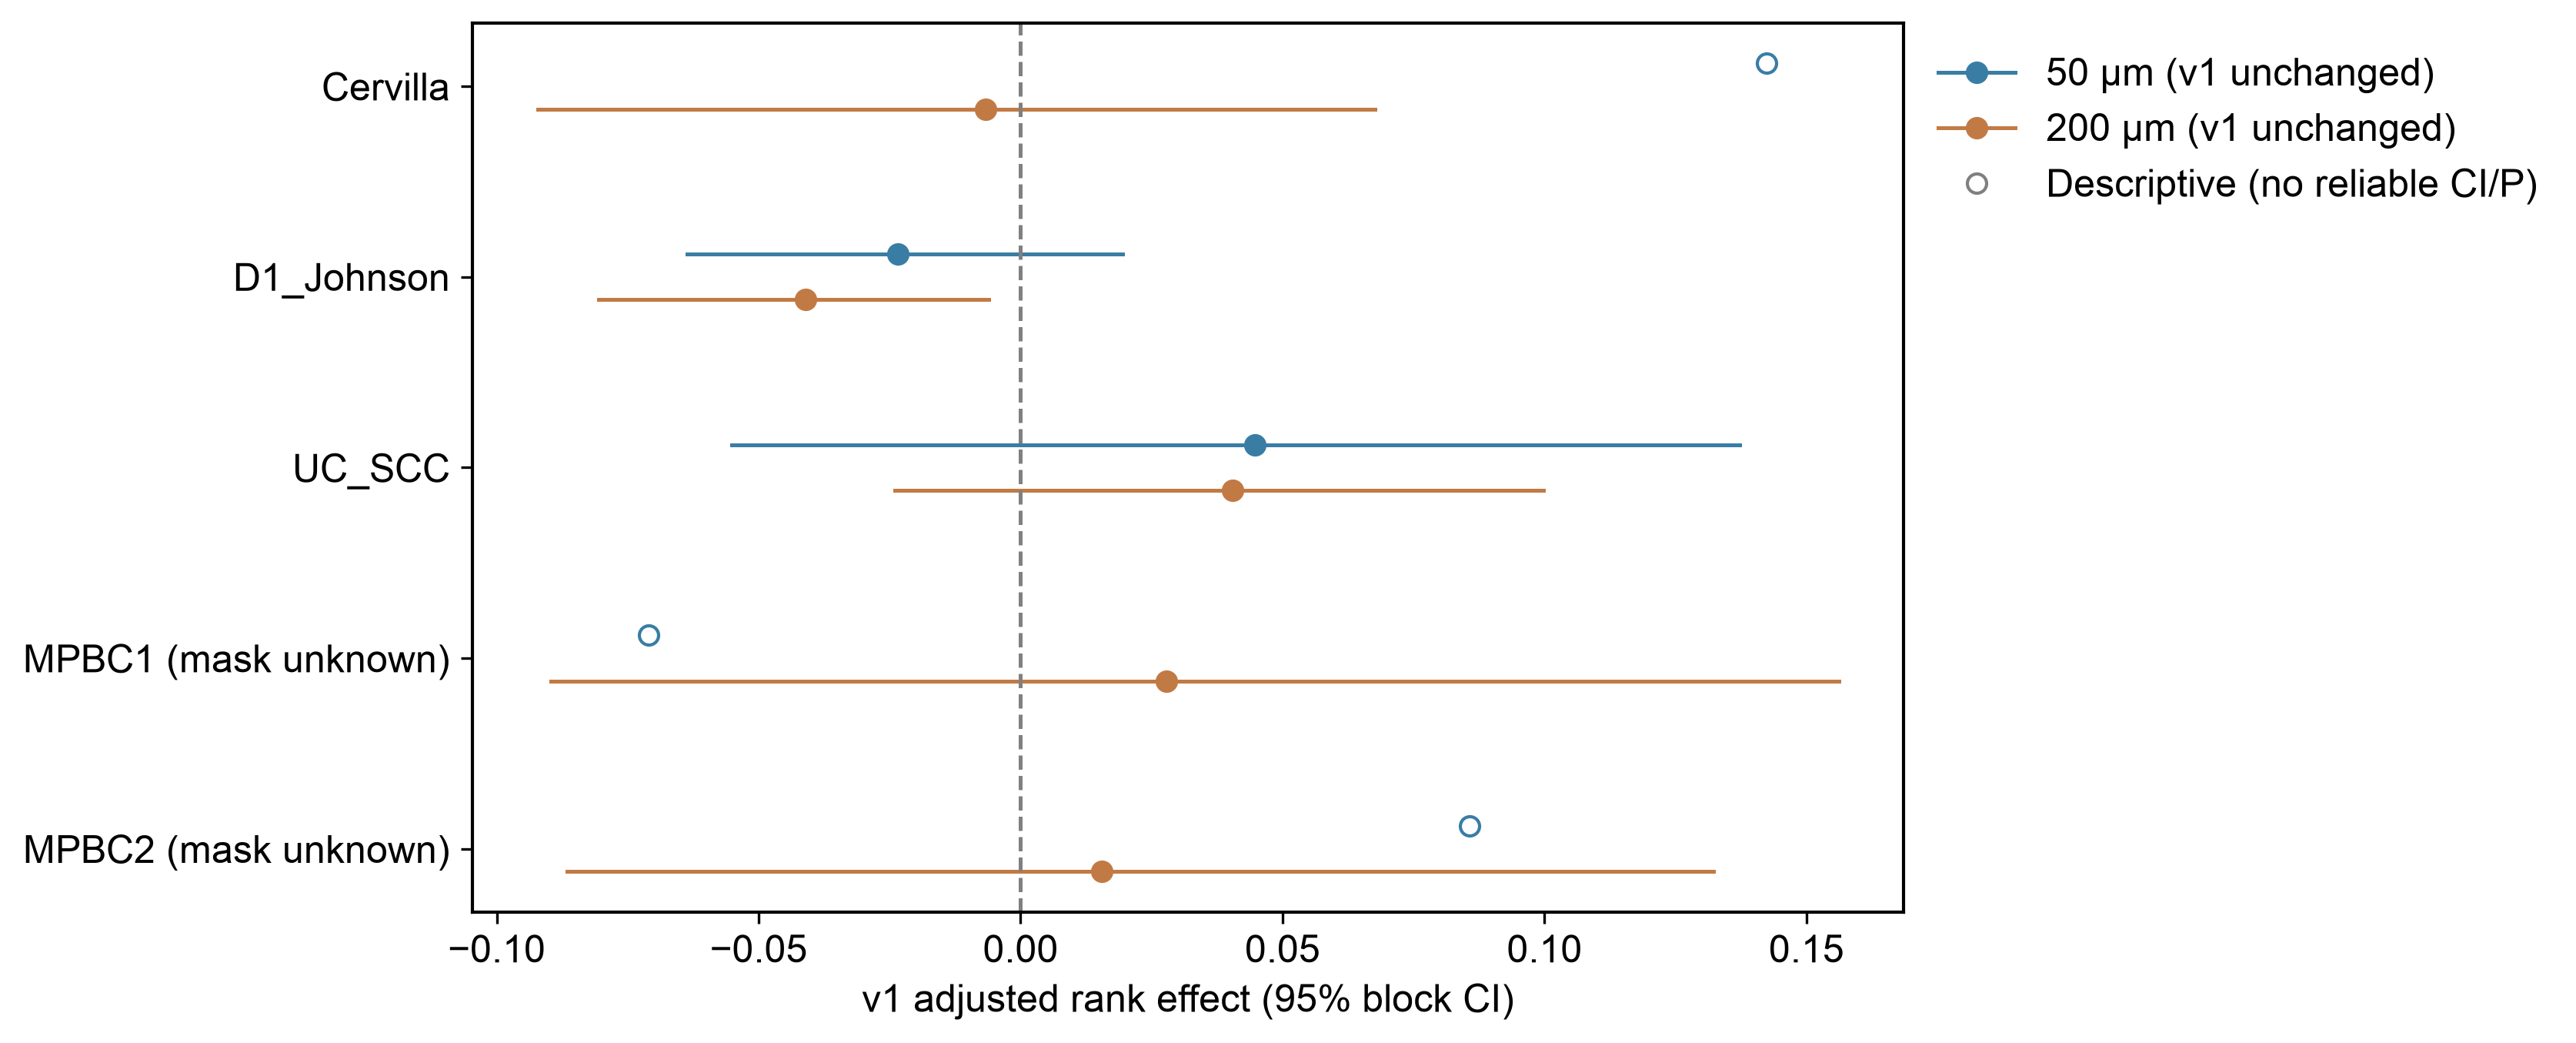 Cervilla
D1_Johnson
UC_SCC
MPBC1 (mask unknown)
MPBC2 (mask unknown)
−0.10 −0.05 0.00 0.05 0.10 0.15
v1 adjusted rank effect (95% block CI)
50 µm (v1 unchanged)
200 µm (v1 unchanged)
Descriptive (no reliable CI/P)